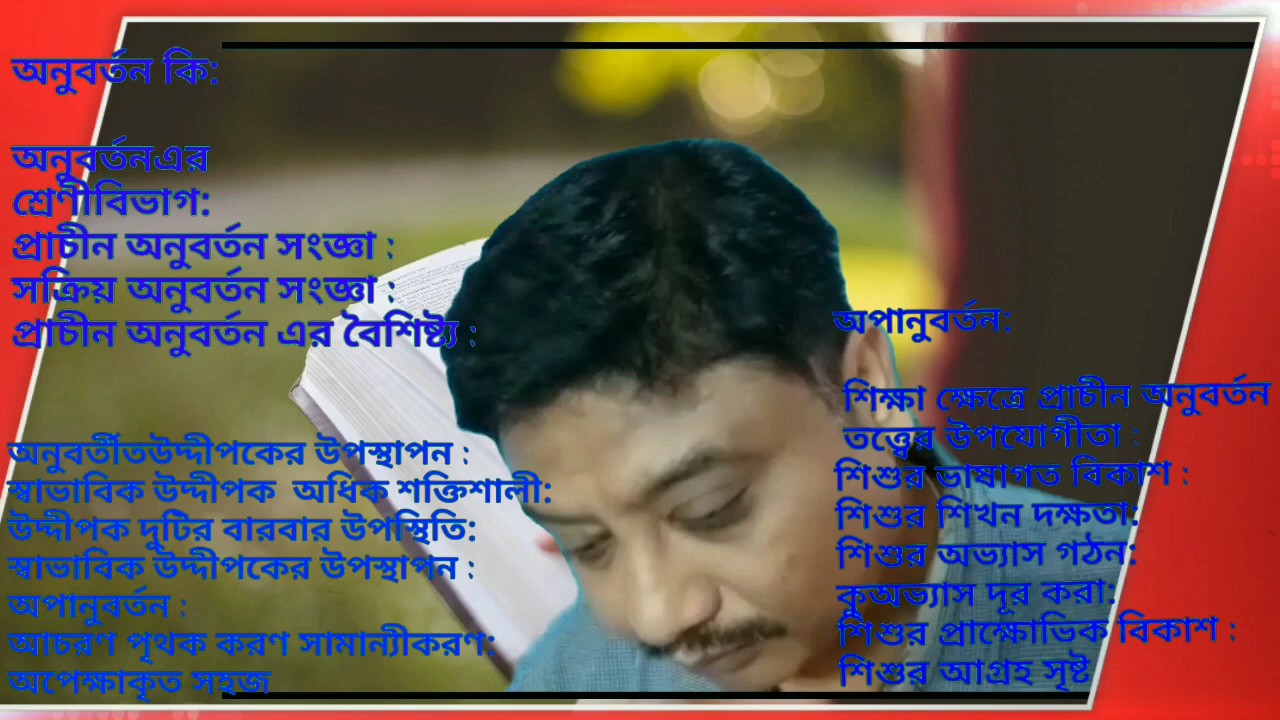 অনুবর্তন কি:
অনুবর্তনএর
শ্রেণীবিভাগ:
প্রাচীন অনুবর্তন সংজ্ঞা :
সক্রিয় অনুবর্তন সংজ্ঞা :
প্রাচীন অনুবর্তন এর বৈশিষ্ট্য :
অনুবর্তীতউদ্দীপকের উপস্থাপন :
স্বাভাবিক উদ্দীপক অধিক শক্তিশালী:
উদ্দীপক দুটির বারবার উপস্থিতি:
স্বাভাবিক উদ্দীপকের উপস্থাপন :
অপানুবর্তন :
আচরণ পৃথক করণ সামান্যীকরণ:
অপেক্ষাকৃত সহজ
অপানুবর্তন:
শিক্ষা ক্ষেত্রে প্রাচীন অনুবর্তন
তত্ত্বের উপযোগীতা :
শিশুর ভাষাগত বিকাশ :
শিশুর শিখন দক্ষতা:
শিশুর অভ্যাস গঠন:
কুঅভ্যাস দূর করা:
শিশুর প্রাক্ষোভিক বিকাশ :
শিশুর আগ্রহ সৃষ্ট